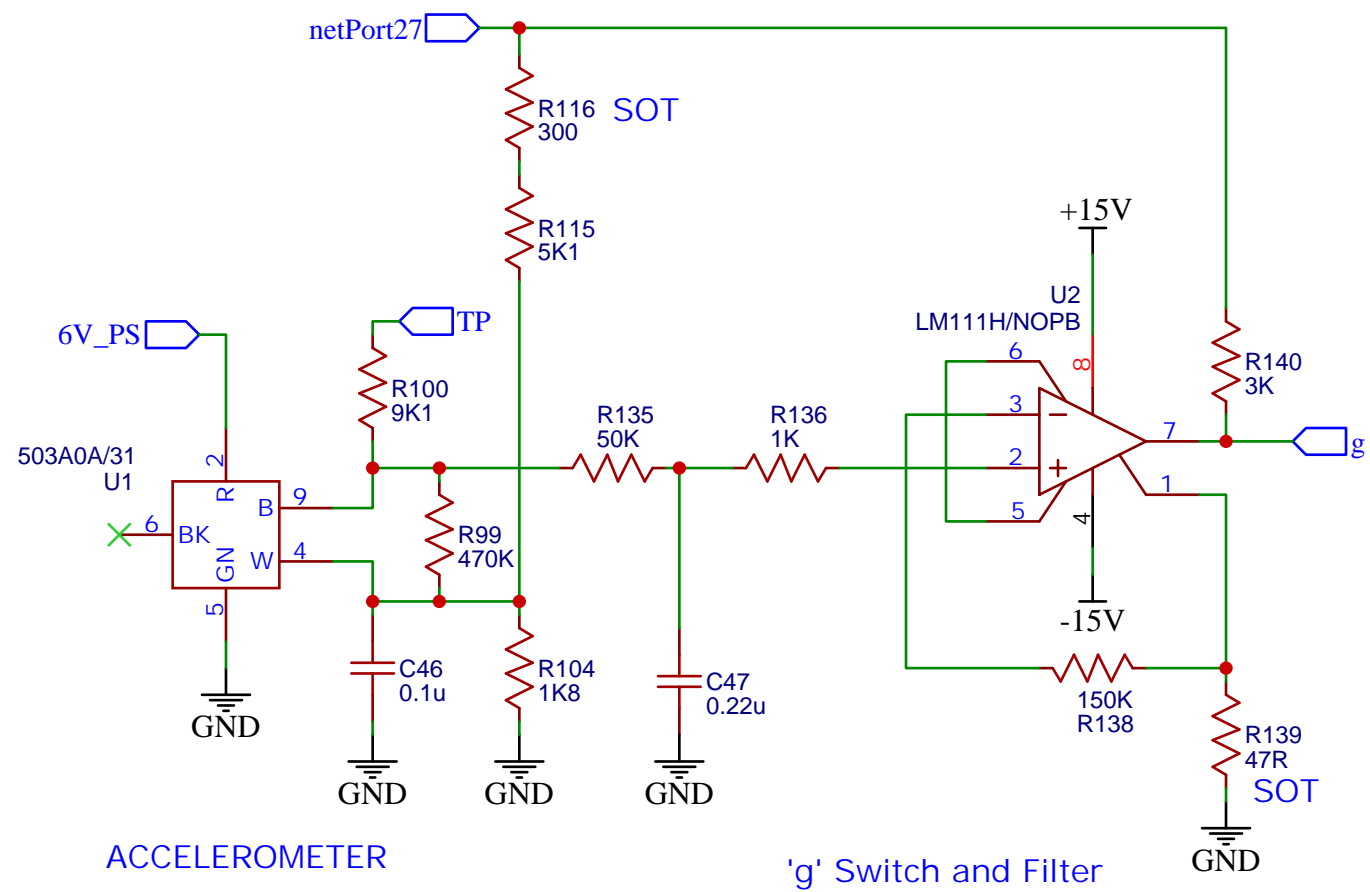 netPort27
R116
300
SOT
R115
5K1
+15V
U2
LM111H/NOPB
6V_PS
TP
R100
9K1
R135
50K
R136
1K
6
8
3
2
5
4
7
1
R140
3K
g
503A0A/31
U1
2
R
B
9
6
BK
GN
W
4
5
R99
470K
-15V
C46
0.1u
R104
1K8
C47
0.22u
150K
R138
R139
47R
SOT
GND
GND
GND
GND
GND
ACCELEROMETER
'g' Switch and Filter